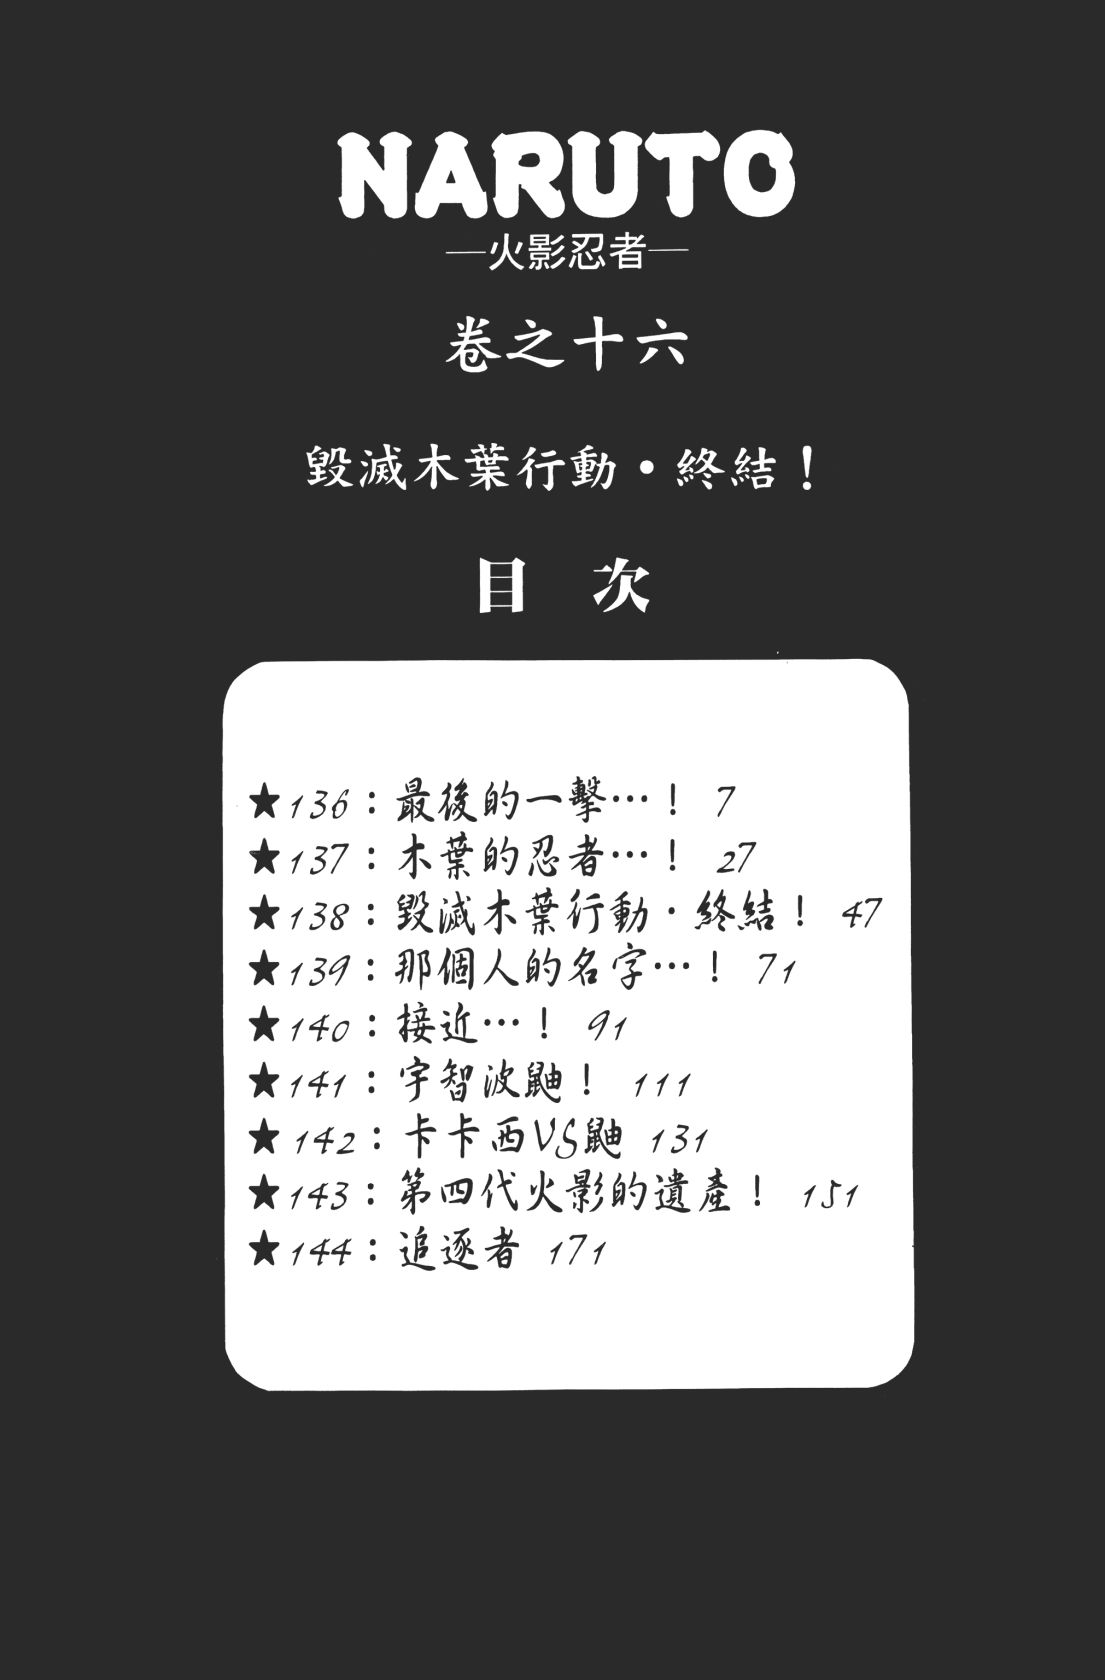 NARUTO
—火影忍者—
卷之十六
毀滅木葉行動・終結！
目 次
★136：最後的一擊…！ 7
★137：木葉的忍者…！ 27
★138：毀滅木葉行動・終結！ 47
★139：那個人的名字…！ 71
★140：接近…！ 91
★141：宇智波鼬！ 111
★142：卡卡西VS鼬 131
★143：第四代火影的遺產！ 151
★144：追逐者 171